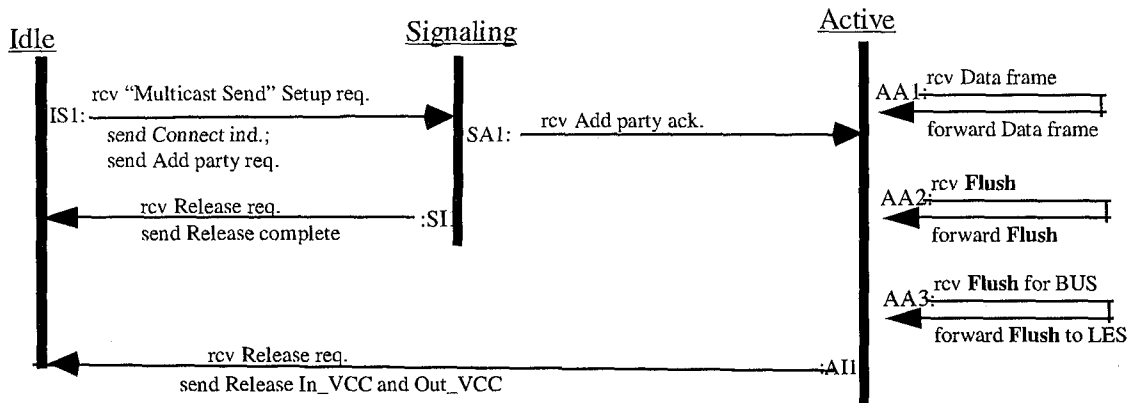 Idle
Signaling
Active
IS1:
rcv “Multicast Send” Setup req.
send Connect ind.;
send Add party req.
SA1:
rcv Add party ack.
AA1:
rcv Data frame
forward Data frame
rcv Release req.
send Release complete
:SI1
AA2:
rcv Flush
forward Flush
AA3:
rcv Flush for BUS
forward Flush to LES
rcv Release req.
send Release In_VCC and Out_VCC
:AI1